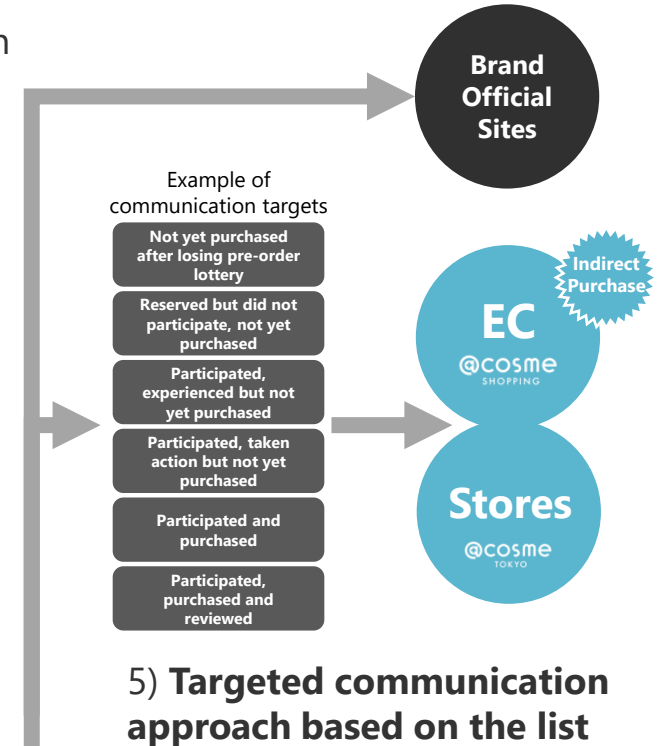 n
Brand
Official
Sites
Example of
communication targets
Not yet purchased
after losing pre-order
lottery
Reserved but did not
participate, not yet
purchased
Participated,
experienced but not
yet purchased
Participated, taken
action but not yet
purchased
Participated and
purchased
Participated,
purchased and
reviewed
Indirect
Purchase
EC
@cosme
SHOPPING
Stores
@cosme
TOKYO
5) Targeted communication
approach based on the list